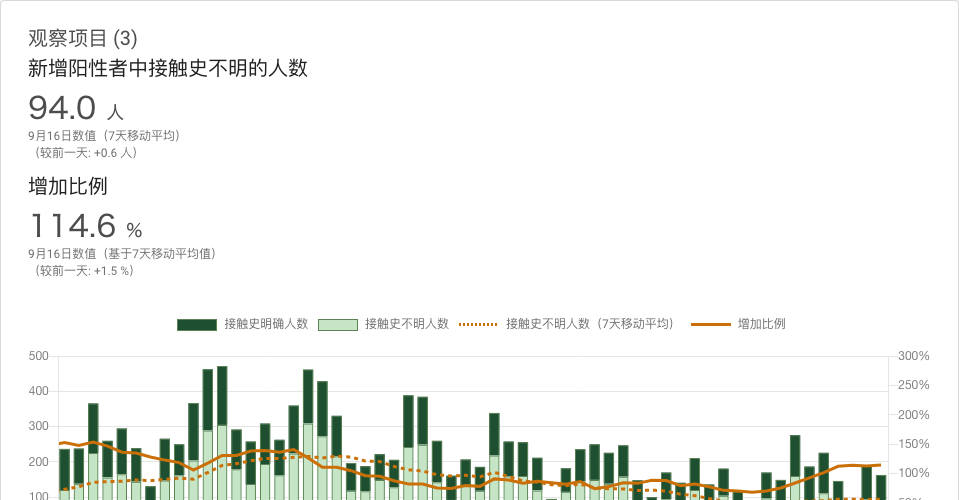 观察项目 (3)
新增阳性者中接触史不明的人数
94.0 人
9月16日数值（7天移动平均）
（较前一天: +0.6 人）
增加比例
114.6 %
9月16日数值（基于7天移动平均值）
（较前一天: +1.5 %）
接触史明确人数 接触史不明人数 接触史不明人数（7天移动平均） 增加比例
500 300%
250%
400
200%
300
150%
200
100%
100